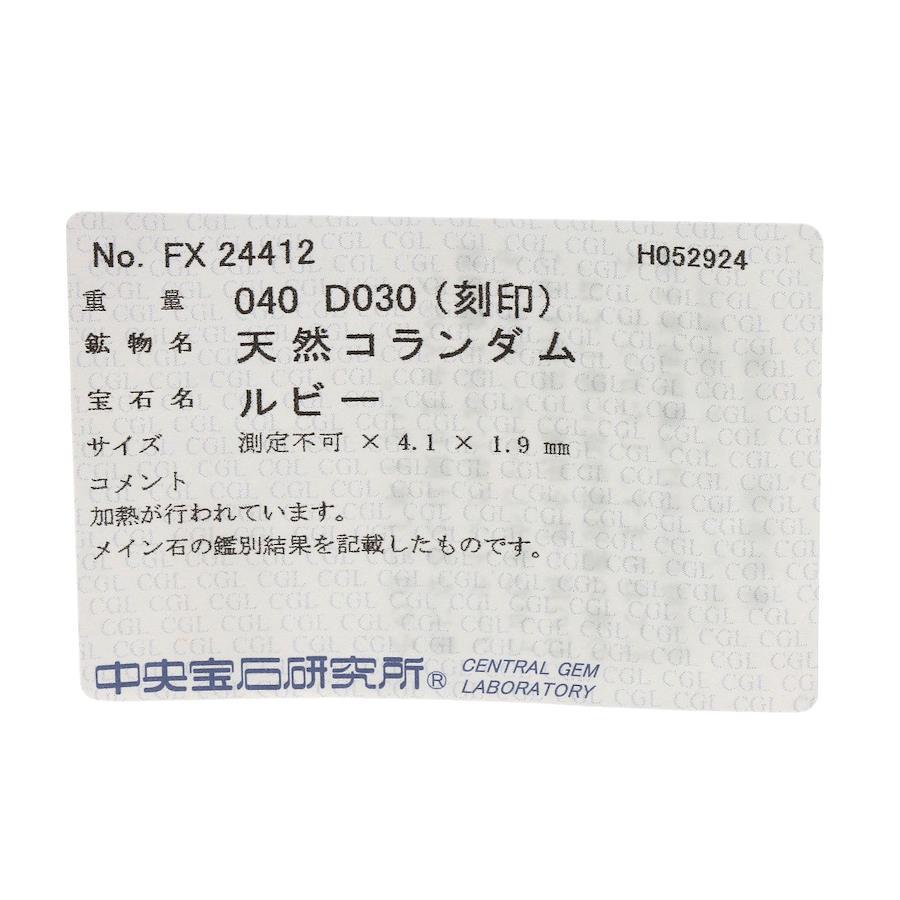 No. FX 24412 H052924
重量 040 D030 (刻印)
鉱物名 天然コランダム
宝石名 ルビー
サイズ 測定不可 × 4.1 × 1.9 mm
コメント
加熱が行われています。
メイン石の鑑別結果を記載したものです。
中央宝石研究所® CENTRAL GEM LABORATORY